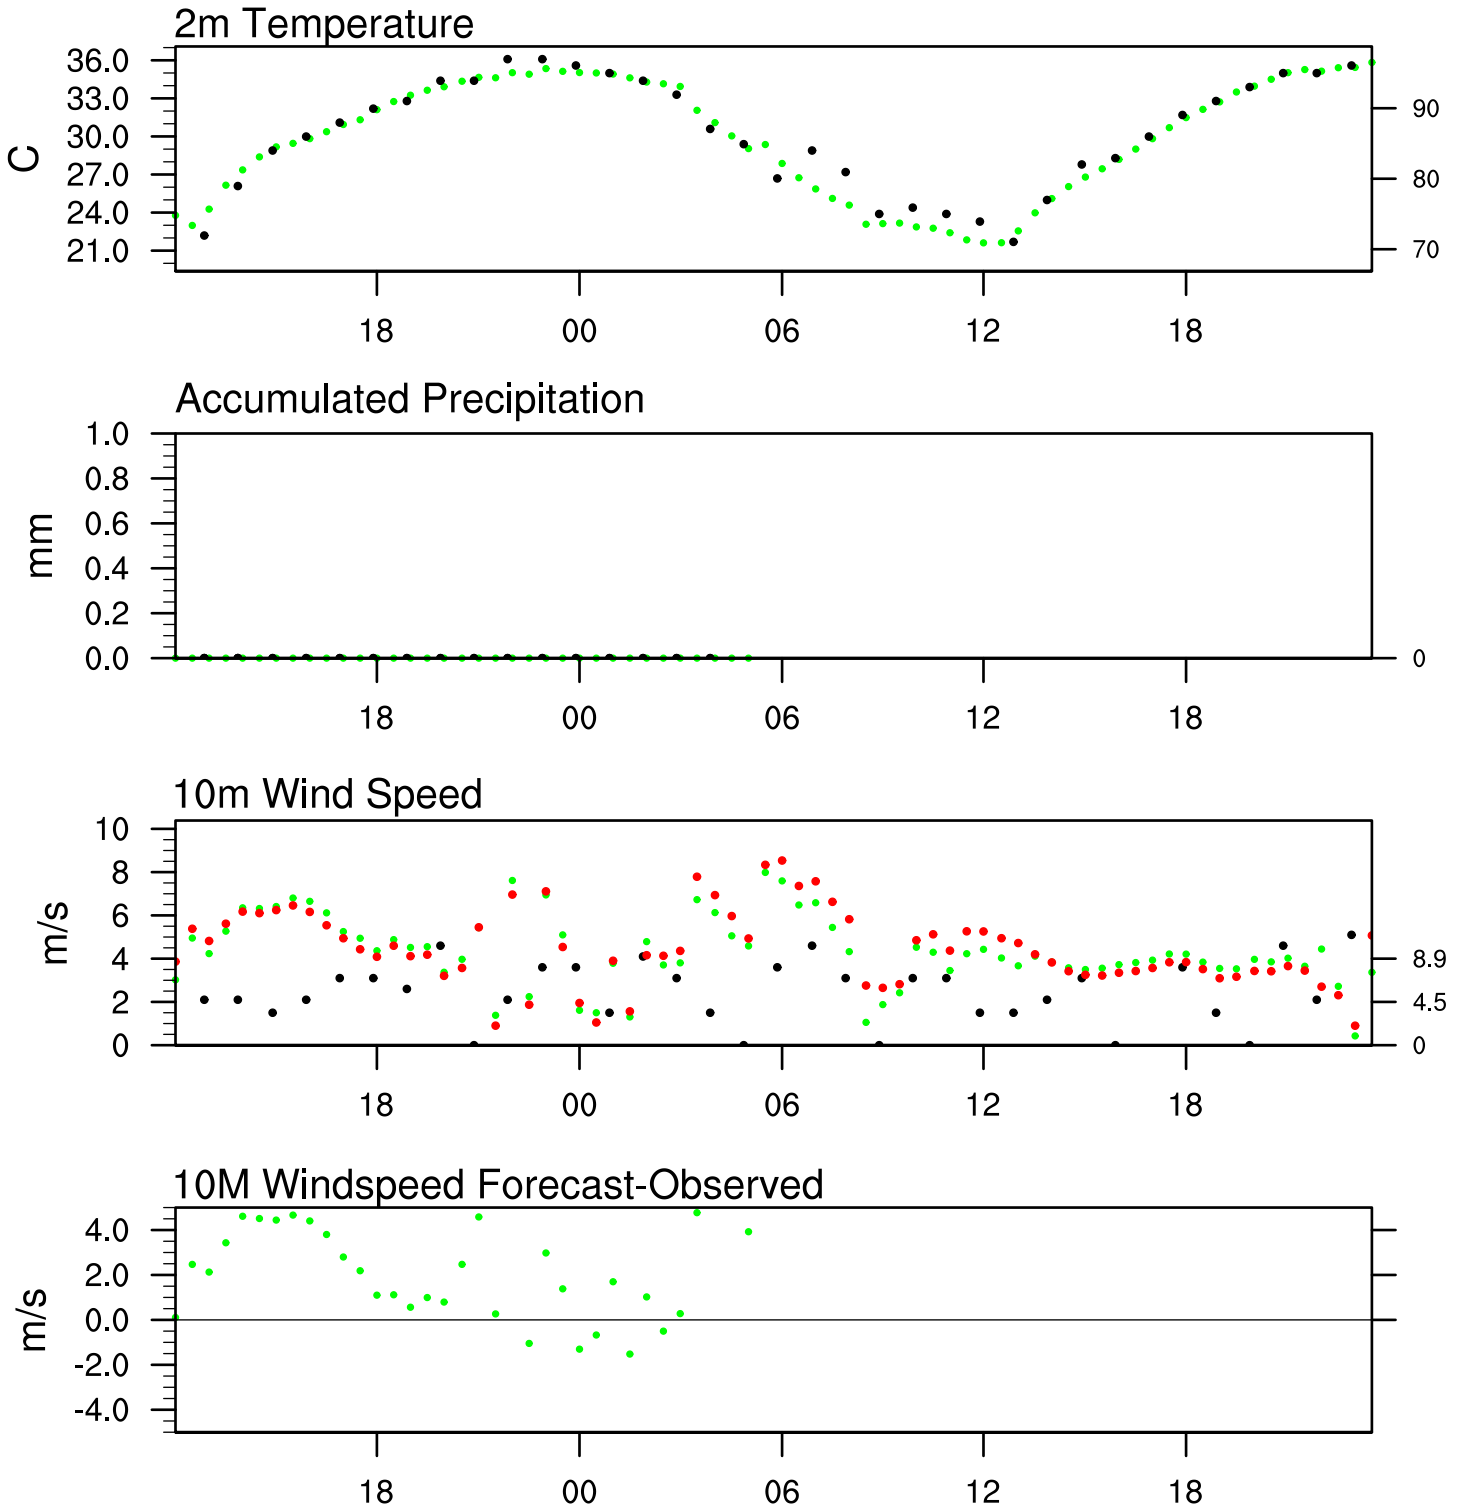 2m Temperature
36.0
33.0
30.0
27.0
24.0
21.0
C
90
80
70
18 00 06 12 18
Accumulated Precipitation
1.0
0.8
0.6
0.4
0.2
0.0
mm
0
18 00 06 12 18
10m Wind Speed
10
8
6
4
2
0
m/s
8.9
4.5
0
18 00 06 12 18
10M Windspeed Forecast-Observed
4.0
2.0
0.0
-2.0
-4.0
m/s
18 00 06 12 18